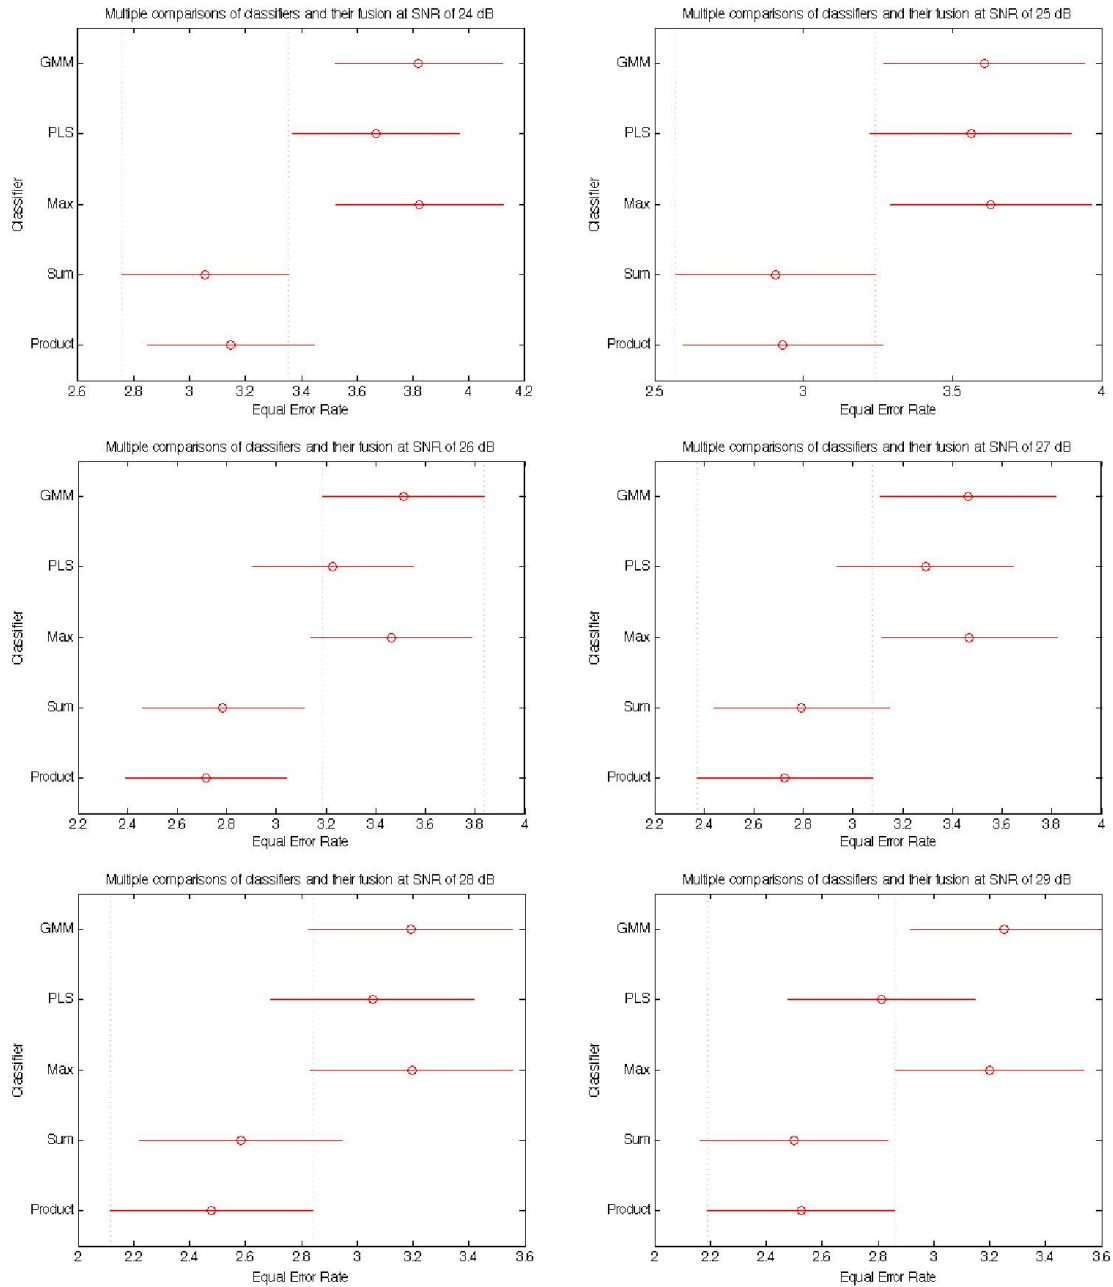 Multiple comparisons of classifiers and their fusion at SNR of 24 dB
GMM
PLS
Max
Sum
Product
Classifier
2.6 2.8 3 3.2 3.4 3.6 3.8 4 4.2
Equal Error Rate
Multiple comparisons of classifiers and their fusion at SNR of 25 dB
GMM
PLS
Max
Sum
Product
Classifier
2.5 3 3.5 4
Equal Error Rate
Multiple comparisons of classifiers and their fusion at SNR of 26 dB
GMM
PLS
Max
Sum
Product
Classifier
2.2 2.4 2.6 2.8 3 3.2 3.4 3.6 3.8 4
Equal Error Rate
Multiple comparisons of classifiers and their fusion at SNR of 27 dB
GMM
PLS
Max
Sum
Product
Classifier
2.2 2.4 2.6 2.8 3 3.2 3.4 3.6 3.8 4
Equal Error Rate
Multiple comparisons of classifiers and their fusion at SNR of 28 dB
GMM
PLS
Max
Sum
Product
Classifier
2 2.2 2.4 2.6 2.8 3 3.2 3.4 3.6
Equal Error Rate
Multiple comparisons of classifiers and their fusion at SNR of 29 dB
GMM
PLS
Max
Sum
Product
Classifier
2 2.2 2.4 2.6 2.8 3 3.2 3.4 3.6
Equal Error Rate